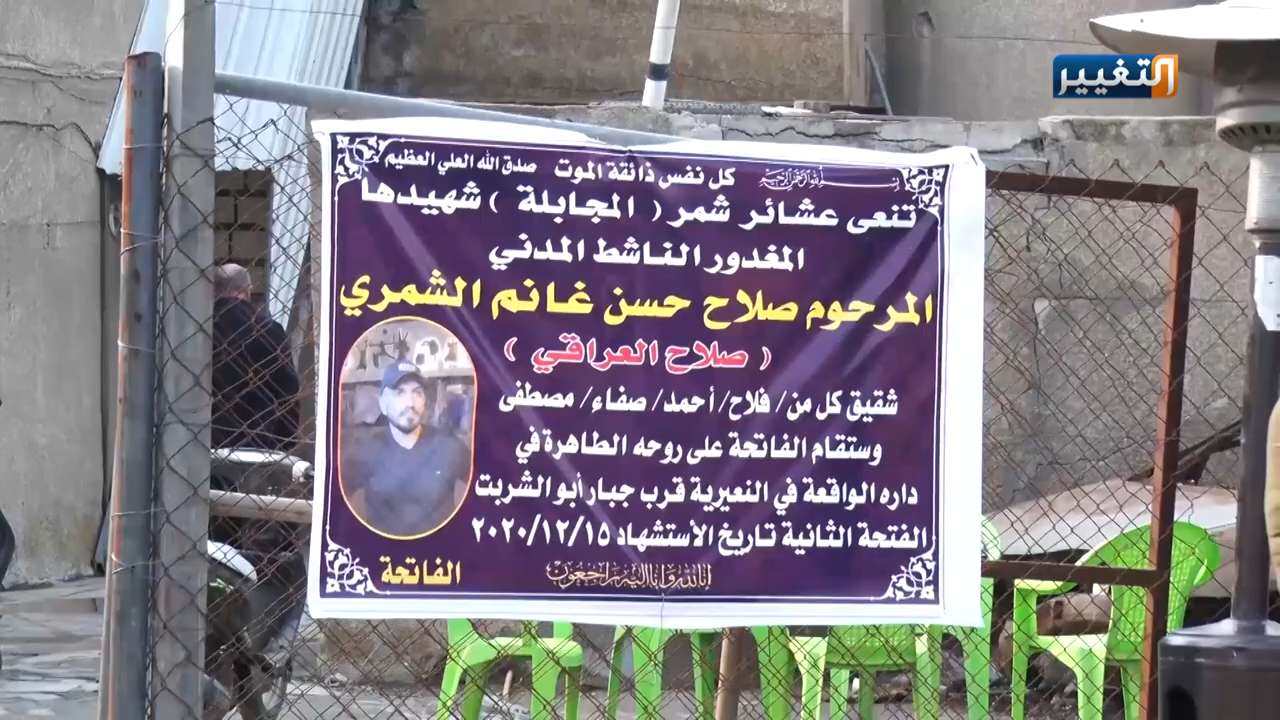 التغيير
بسم الله الرحمن الرحيم كل نفس ذائقة الموت صدق الله العلي العظيم
تنعى عشائر شمر ( المجابلة ) شهيدها
المغدور الناشط المدني
المرحوم صلاح حسن غانم الشمري
( صلاح العراقي )
شقيق كل من/ فلاح/ أحمد/ صفاء/ مصطفى
وستقام الفاتحة على روحه الطاهرة في
داره الواقعة في النعيرية قرب جبار أبو الشربت
الفتحة الثانية تاريخ الاستشهاد ٢٠٢٠/١٢/١٥
إنا لله وإنا إليه راجعون الفاتحة